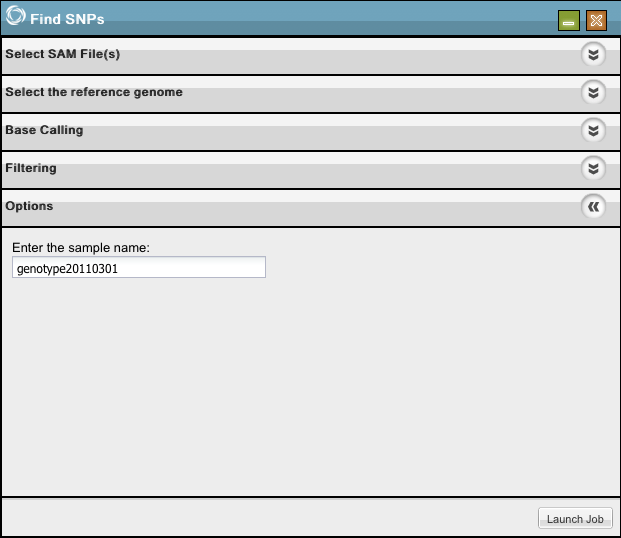 Find SNPs
Select SAM File(s)
Select the reference genome
Base Calling
Filtering
Options
Enter the sample name:
genotype20110301
Launch Job